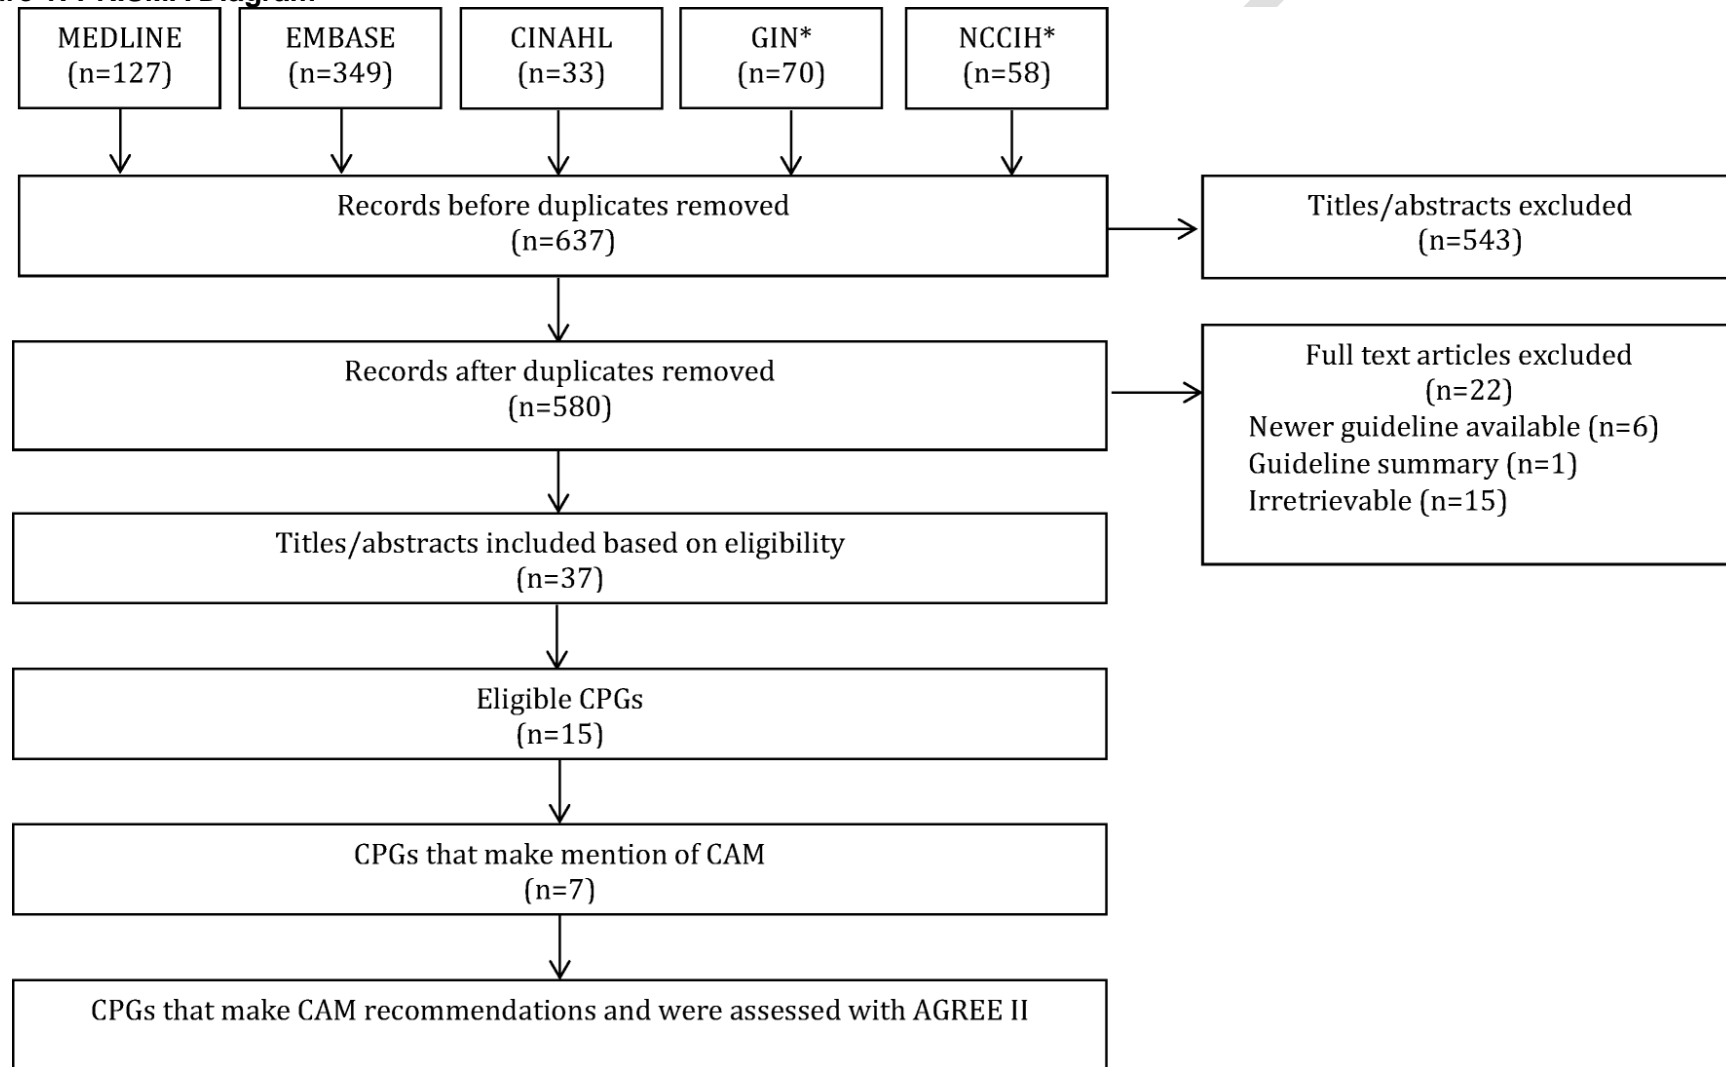 MEDLINE
(n=127)
EMBASE
(n=349)
CINAHL
(n=33)
GIN*
(n=70)
NCCIH*
(n=58)
Records before duplicates removed
(n=637)
Titles/abstracts excluded
(n=543)
Records after duplicates removed
(n=580)
Full text articles excluded
(n=22)
Newer guideline available (n=6)
Guideline summary (n=1)
Irretrievable (n=15)
Titles/abstracts included based on eligibility
(n=37)
Eligible CPGs
(n=15)
CPGs that make mention of CAM
(n=7)
CPGs that make CAM recommendations and were assessed with AGREE II